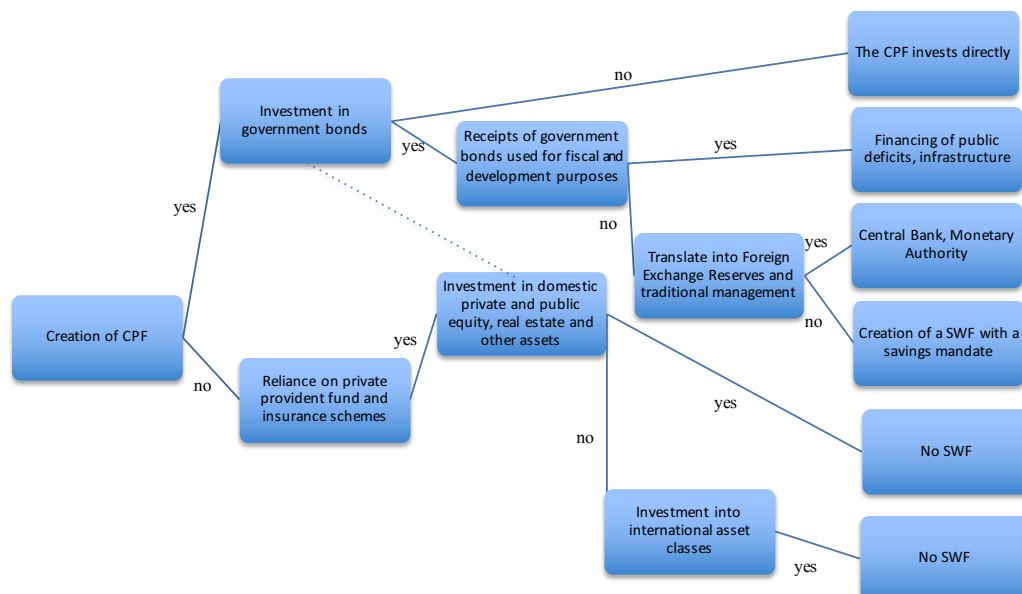 The CPF invests directly
no
Investment in
government bonds
yes
Receipts of government
bonds used for fiscal and
development purposes
yes
Financing of public
deficits, infrastructure
yes
no
Translate into Foreign
Exchange Reserves and
traditional management
yes
Central Bank, Monetary
Authority
no
Creation of a SWF with a
savings mandate
Creation of CPF
no
Reliance on private
provident fund and
insurance schemes
yes
Investment in domestic
private and public
equity, real estate and
other assets
yes
No SWF
no
Investment into
international asset
classes
yes
No SWF